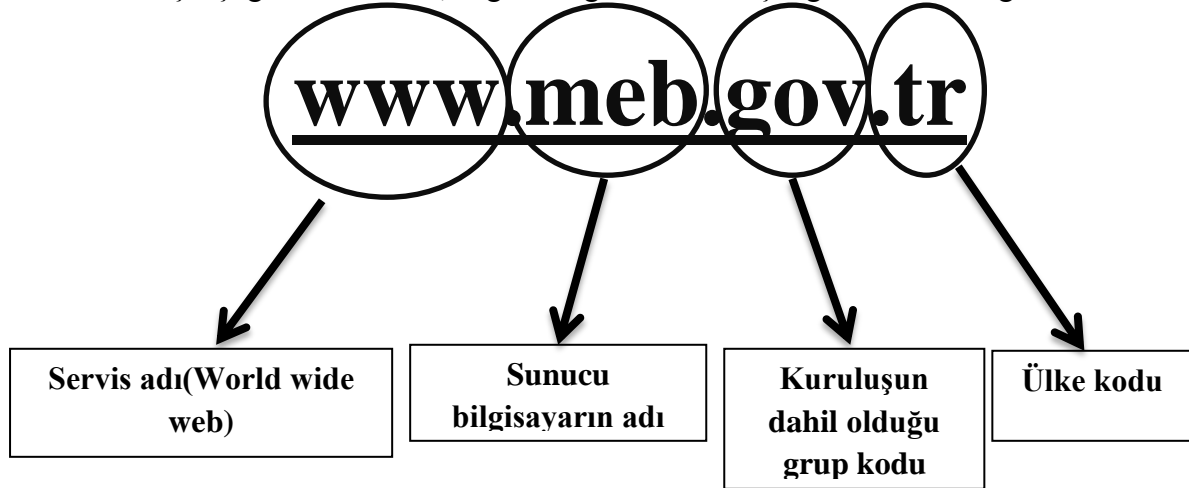 www.meb.gov.tr
Servis adı(World wide
web)
Sunucu
bilgisayarın adı
Kuruluşun
dahil olduğu
grup kodu
Ülke kodu